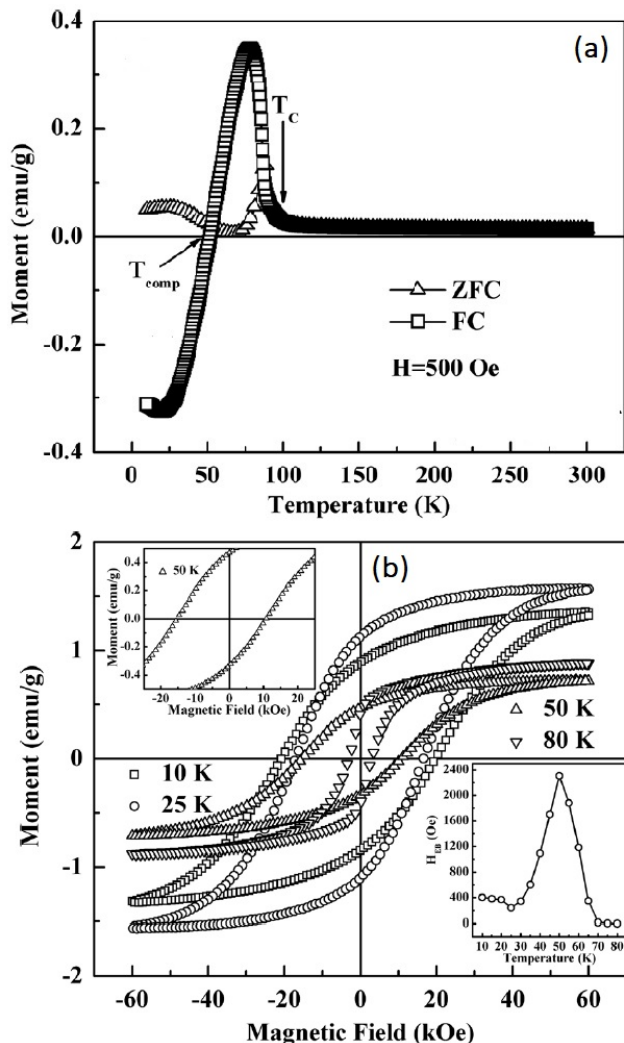 0.4
(a)
Moment (emu/g)
0.2
T_C
0.0
T_comp
ZFC
FC
-0.2
H=500 Oe
-0.4
0 50 100 150 200 250 300
Temperature (K)
2
(b)
Moment (emu/g)
0.4
0.2
0.0
-0.2
-0.4
50 K
-20 -10 0 10 20
Magnetic Field (kOe)
Moment (emu/g)
1
0
-1
-2
10 K
25 K
50 K
80 K
H_EB (Oe)
2400
2000
1600
1200
800
400
0
10 20 30 40 50 60 70 80
Temperature (K)
-60 -40 -20 0 20 40 60
Magnetic Field (kOe)